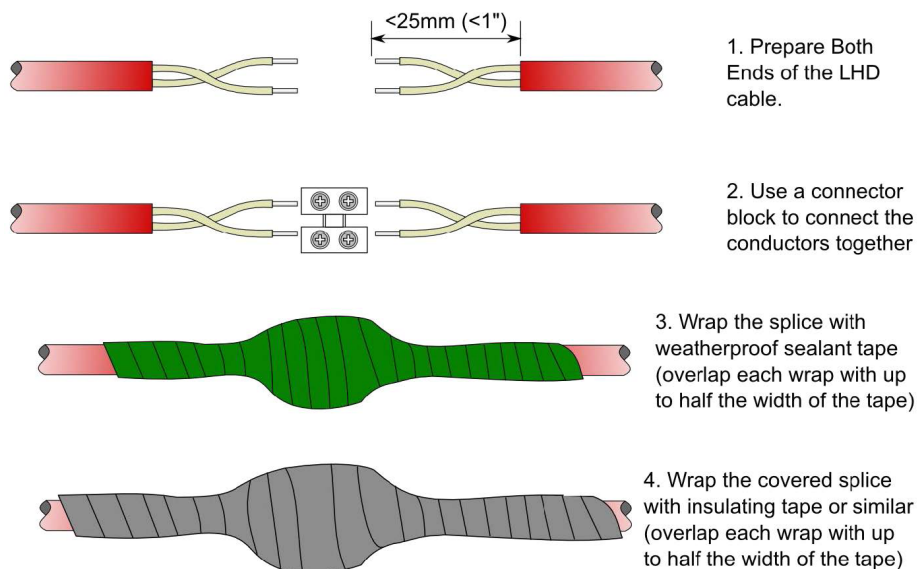 <25mm (<1")
1. Prepare Both
Ends of the LHD
cable.
2. Use a connector
block to connect the
conductors together
3. Wrap the splice with
weatherproof sealant tape
(overlap each wrap with up
to half the width of the tape)
4. Wrap the covered splice
with insulating tape or similar
(overlap each wrap with up
to half the width of the tape)